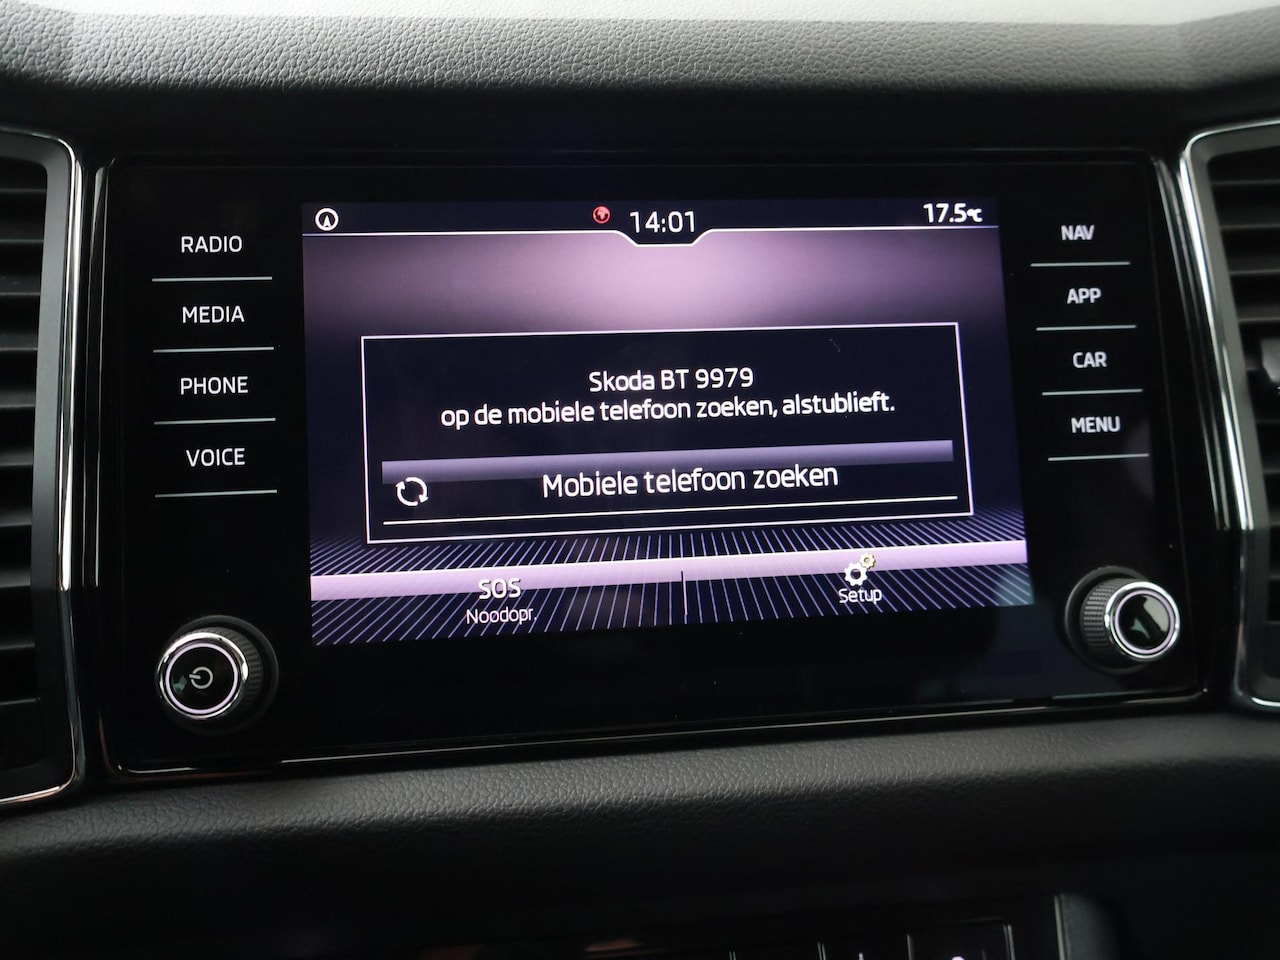 14:01
17.5°C
RADIO
MEDIA
PHONE
VOICE
NAV
APP
CAR
MENU
Skoda BT 9979
op de mobiele telefoon zoeken, alstublieft.
Mobiele telefoon zoeken
SOS
Noodopr.
Setup